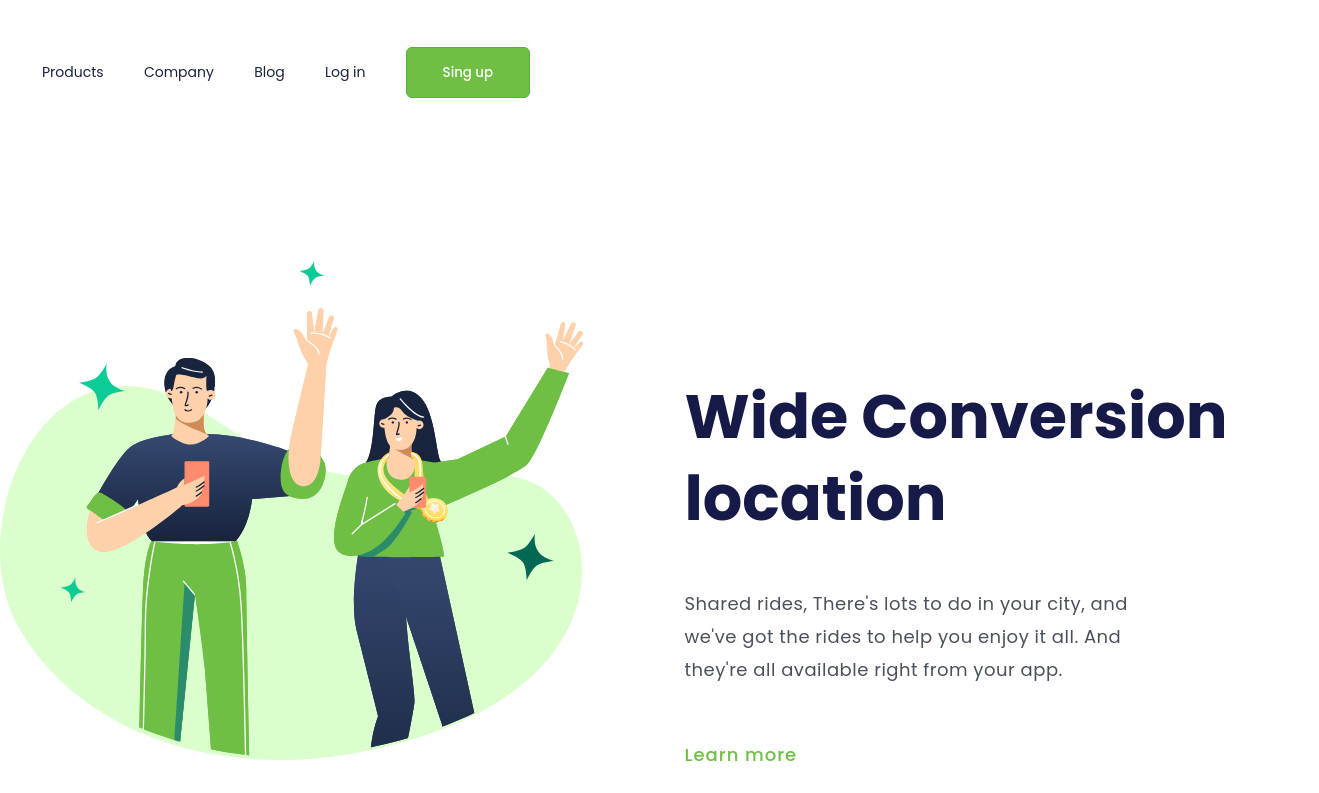 Products Company Blog Log in Sing up
Wide Conversion
location
Shared rides, There's lots to do in your city, and
we've got the rides to help you enjoy it all. And
they're all available right from your app.
Learn more